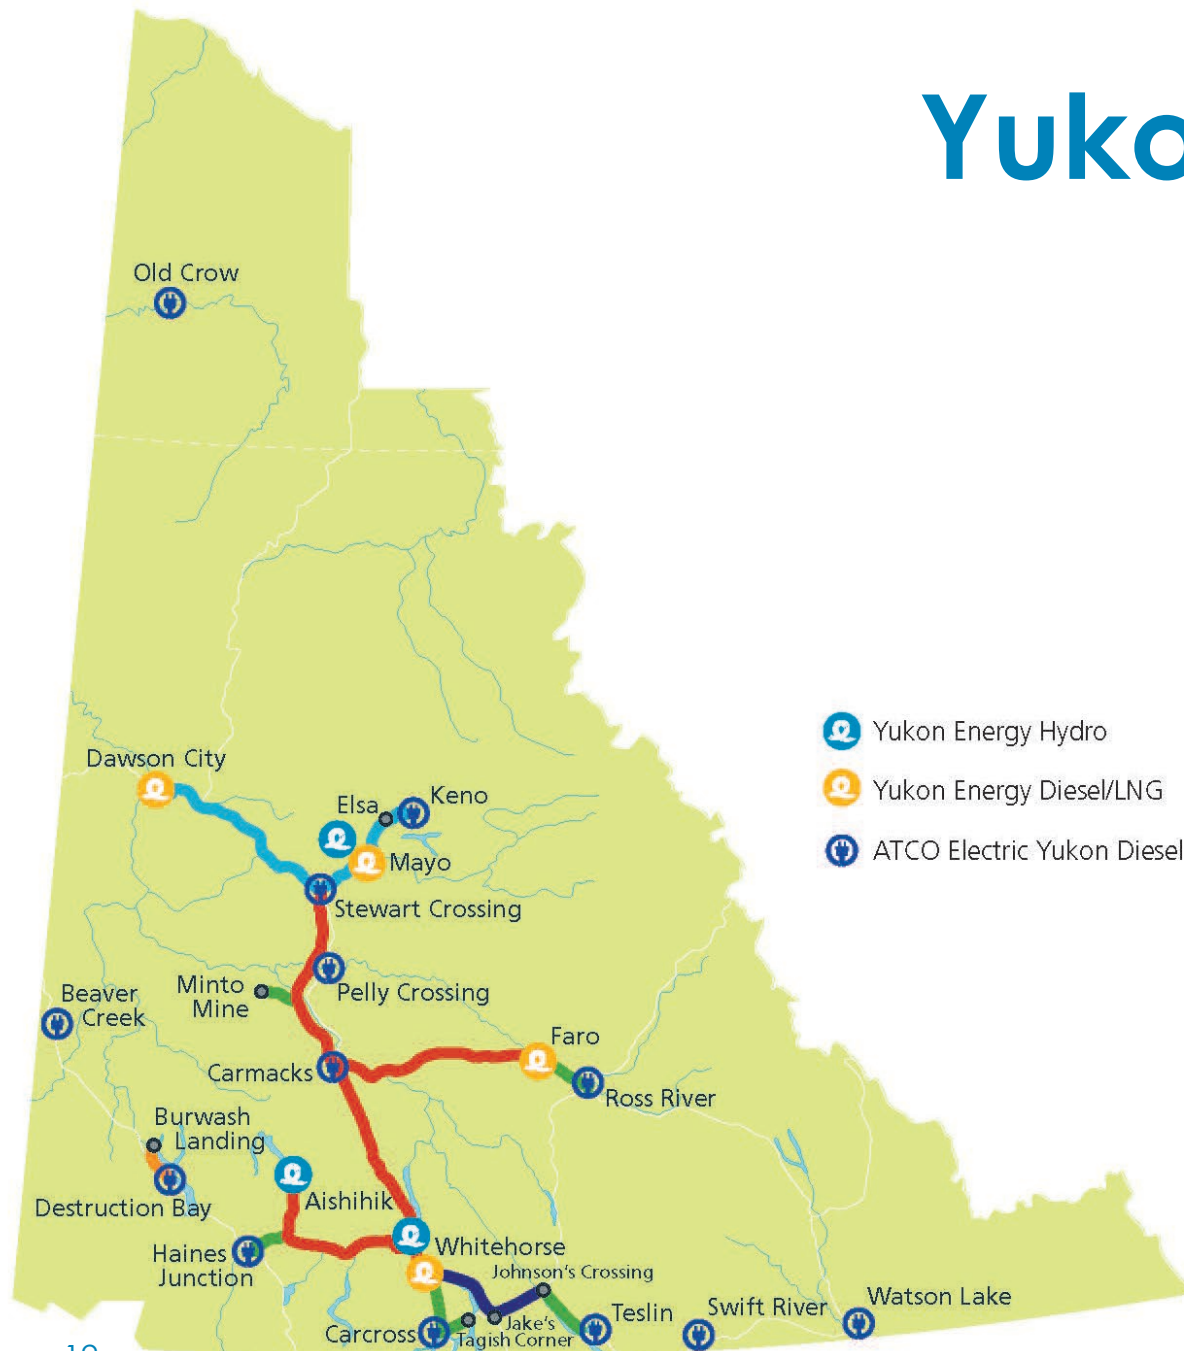 Yuko
Old Crow
Yukon Energy Hydro
Yukon Energy Diesel/LNG
ATCO Electric Yukon Diesel
Dawson City
Elsa
Keno
Mayo
Stewart Crossing
Minto
Mine
Pelly Crossing
Beaver
Creek
Faro
Carmacks
Ross River
Burwash
Landing
Aishihik
Destruction Bay
Haines
Junction
Whitehorse
Johnson's Crossing
Carcross
Tagish
Jake's
Corner
Teslin
Swift River
Watson Lake